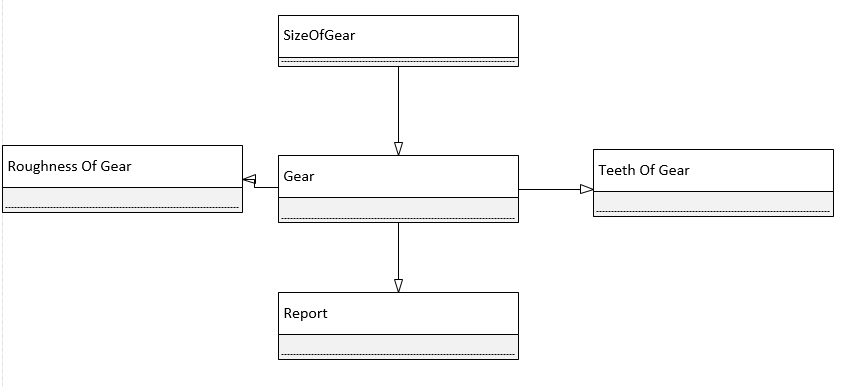 SizeOfGear
Roughness Of Gear
Gear
Teeth Of Gear
Report